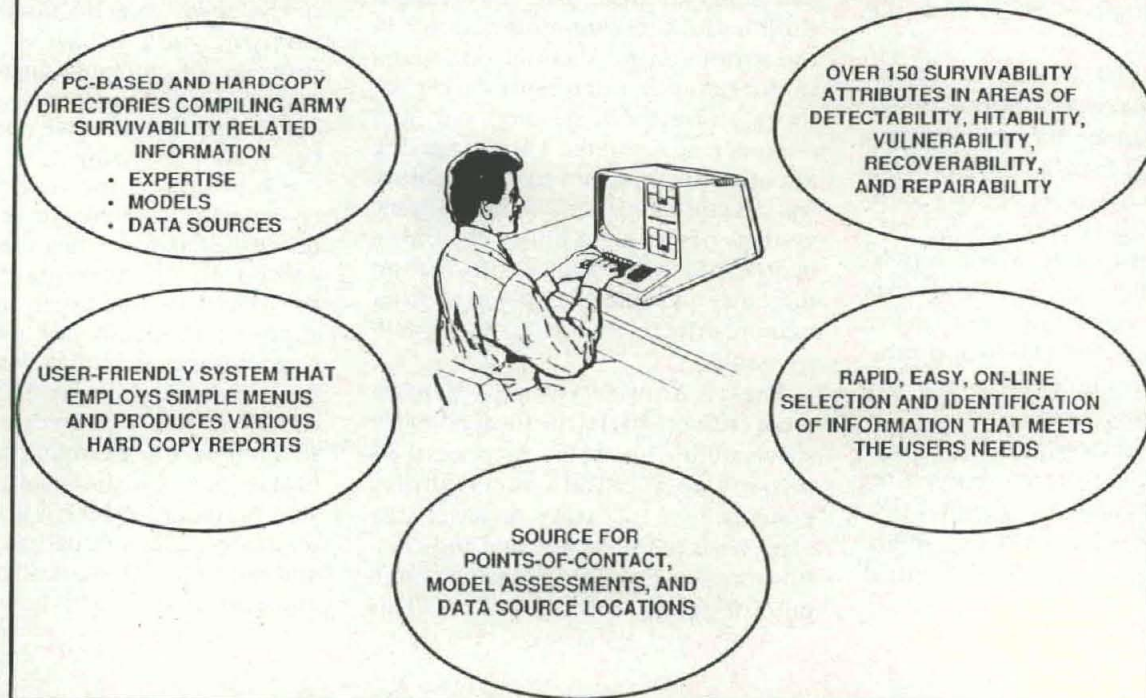 PC-BASED AND HARDCOPY
DIRECTORIES COMPILING ARMY
SURVIVABILITY RELATED
INFORMATION
• EXPERTISE
• MODELS
• DATA SOURCES
OVER 150 SURVIVABILITY
ATTRIBUTES IN AREAS OF
DETECTABILITY, HITABILITY,
VULNERABILITY,
RECOVERABILITY,
AND REPAIRABILITY
USER-FRIENDLY SYSTEM THAT
EMPLOYS SIMPLE MENUS
AND PRODUCES VARIOUS
HARD COPY REPORTS
RAPID, EASY, ON-LINE
SELECTION AND IDENTIFICATION
OF INFORMATION THAT MEETS
THE USERS NEEDS
SOURCE FOR
POINTS-OF-CONTACT,
MODEL ASSESSMENTS, AND
DATA SOURCE LOCATIONS